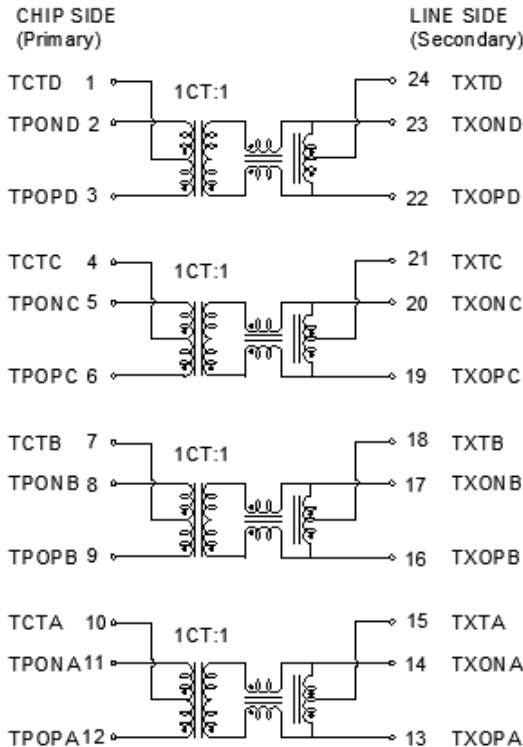 CHIP SIDE LINE SIDE
(Primary) (Secondary)
TCTD 1 24 TXTD
1CT:1
TPOND 2 23 TXOND
TPOPD 3 22 TXOPD
TCTC 4 21 TXTC
1CT:1
TPONC 5 20 TXONC
TPOPC 6 19 TXOPC
TCTB 7 18 TXTB
1CT:1
TPONB 8 17 TXONB
TPOPB 9 16 TXOPB
TCTA 10 15 TXTA
1CT:1
TPONA 11 14 TXONA
TPOPA 12 13 TXOPA